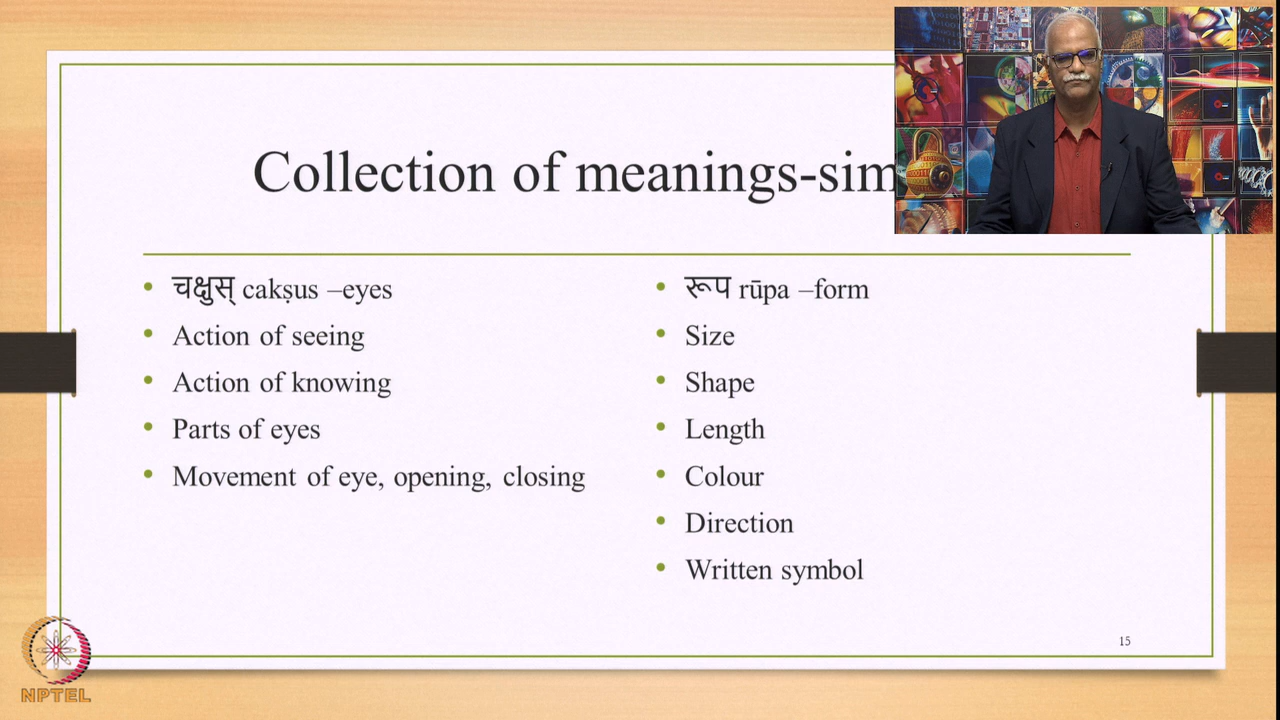 Collection of meanings-sim
चक्षुस् cakṣus –eyes
Action of seeing
Action of knowing
Parts of eyes
Movement of eye, opening, closing
रूप rūpa –form
Size
Shape
Length
Colour
Direction
Written symbol
15
NPTEL